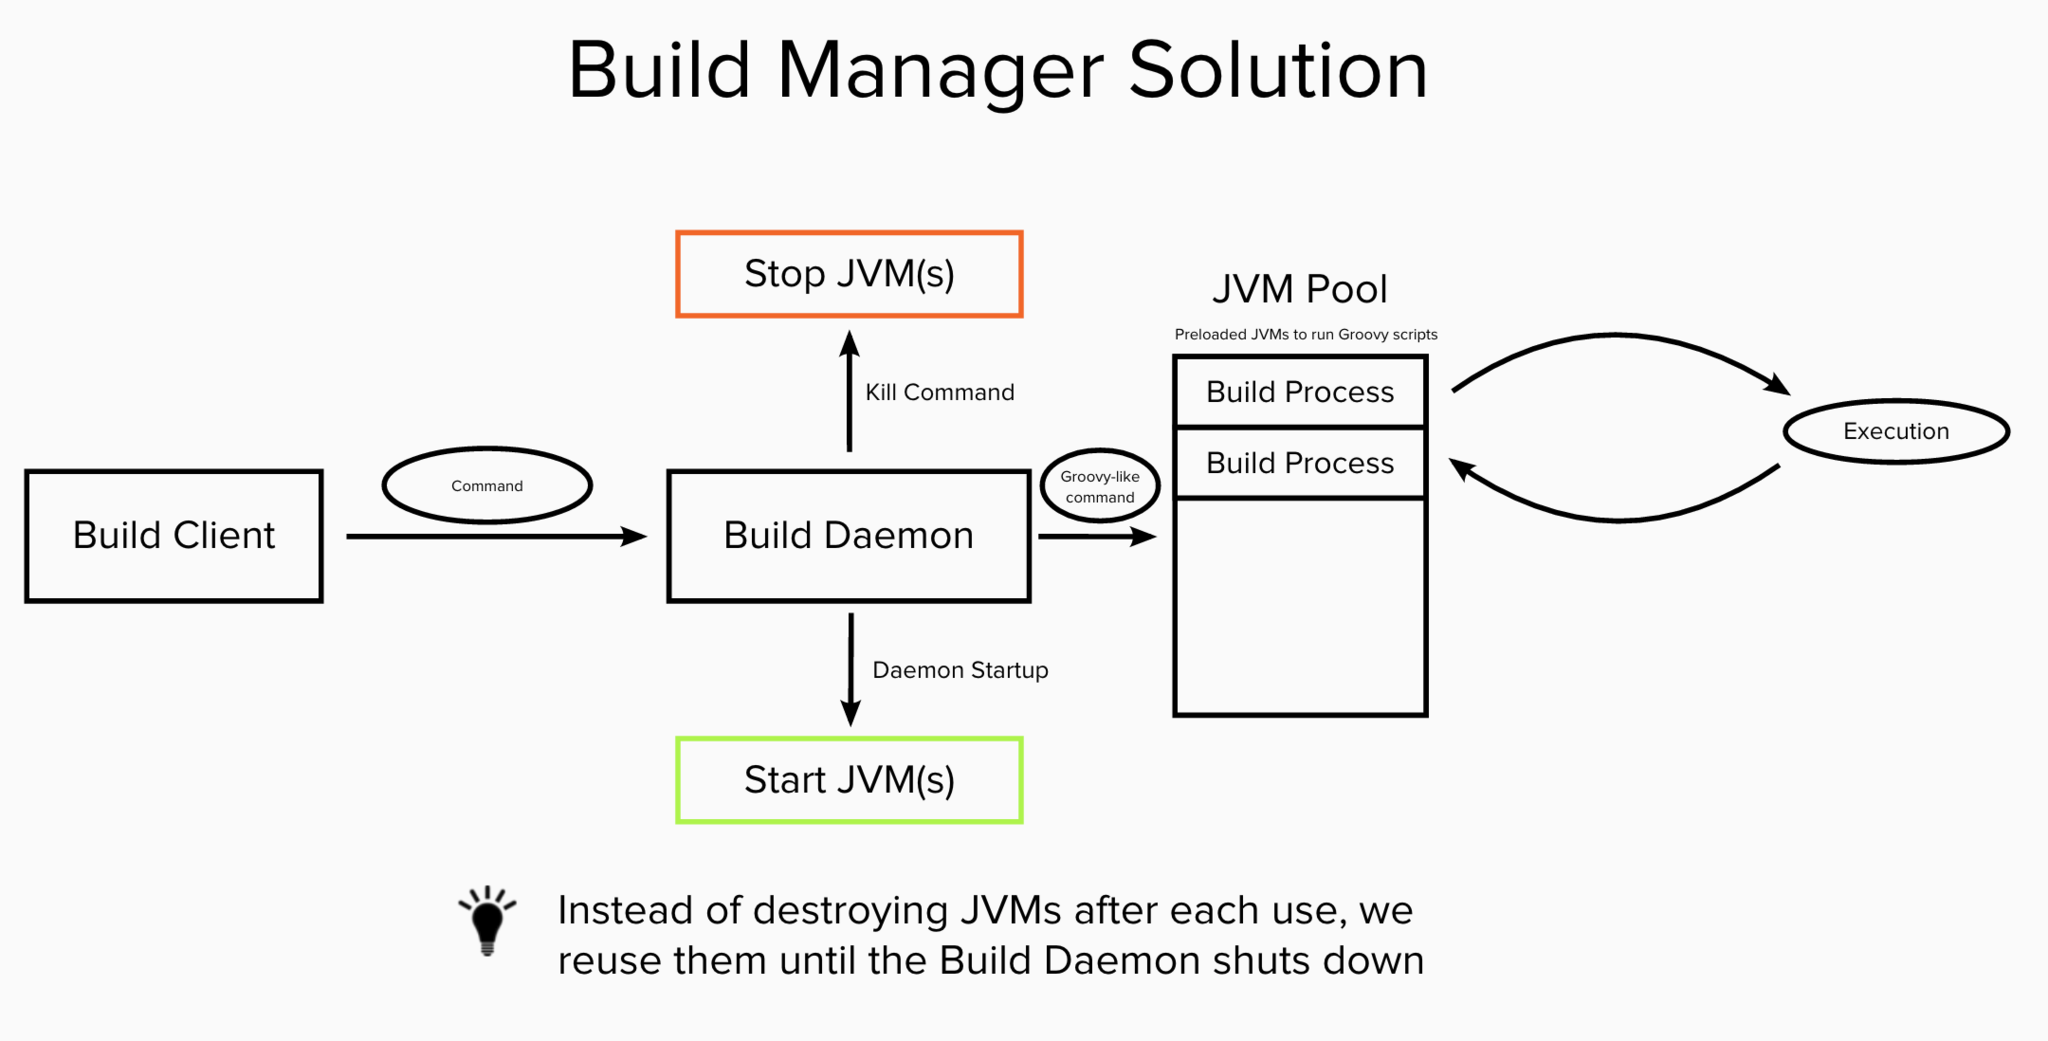 Build Manager Solution
Stop JVM(s)
JVM Pool
Preloaded JVMs to run Groovy scripts
Kill Command
Build Process
Build Process
Execution
Build Client
Command
Build Daemon
Groovy-like
command
Daemon Startup
Start JVM(s)
Instead of destroying JVMs after each use, we
reuse them until the Build Daemon shuts down